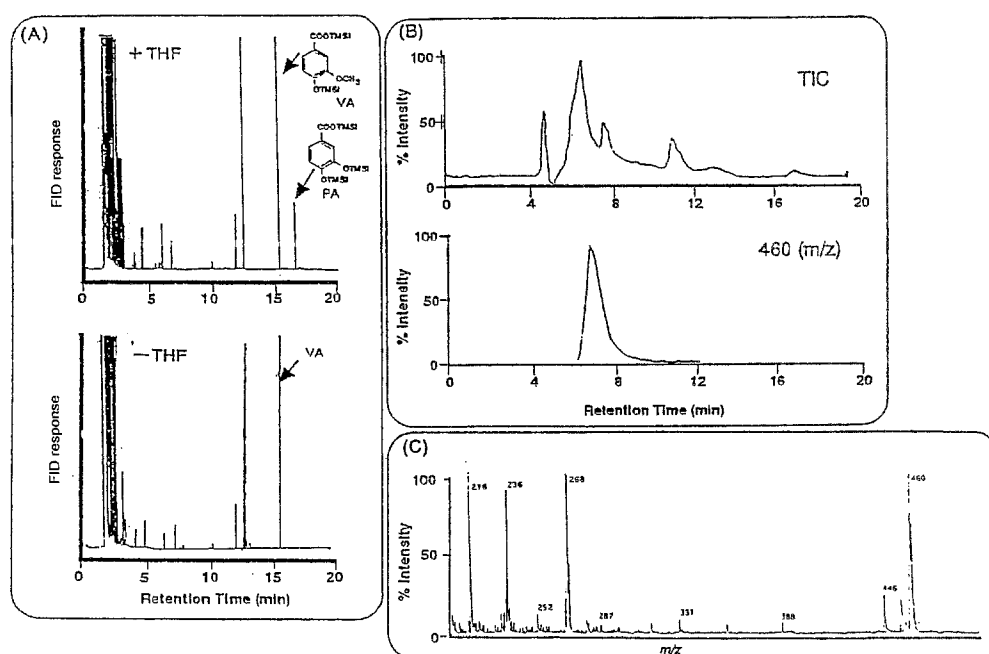 (A)
+ THF
COOTMSI
OCH3
OTMSI
VA
COOTMSI
OTMSI
OTMSI
PA
FID response
0 5 10 15 20
− THF
VA
FID response
0 5 10 15 20
Retention Time (min)
(B)
TIC
% Intensity
100
50
0
0 4 8 12 16 20
460 (m/z)
% Intensity
100
50
0
0 4 8 12 16 20
Retention Time (min)
(C)
% Intensity
100
50
0
236
268
460
252
287
331
388
446
m/z